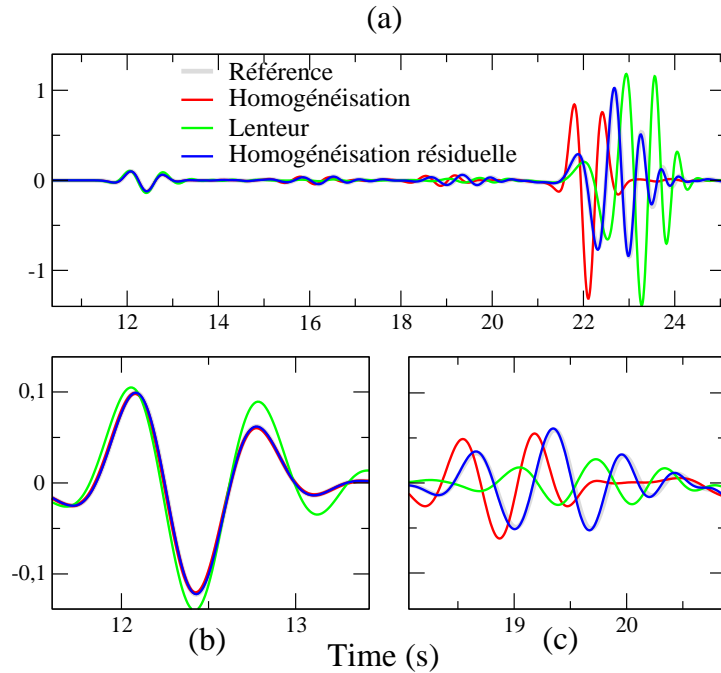 (a)
Référence
Homogénéisation
Lenteur
Homogénéisation résiduelle
1
0
-1
12 14 16 18 20 22 24
0,1
0
-0,1
12 13
19 20
(b) (c)
Time (s)